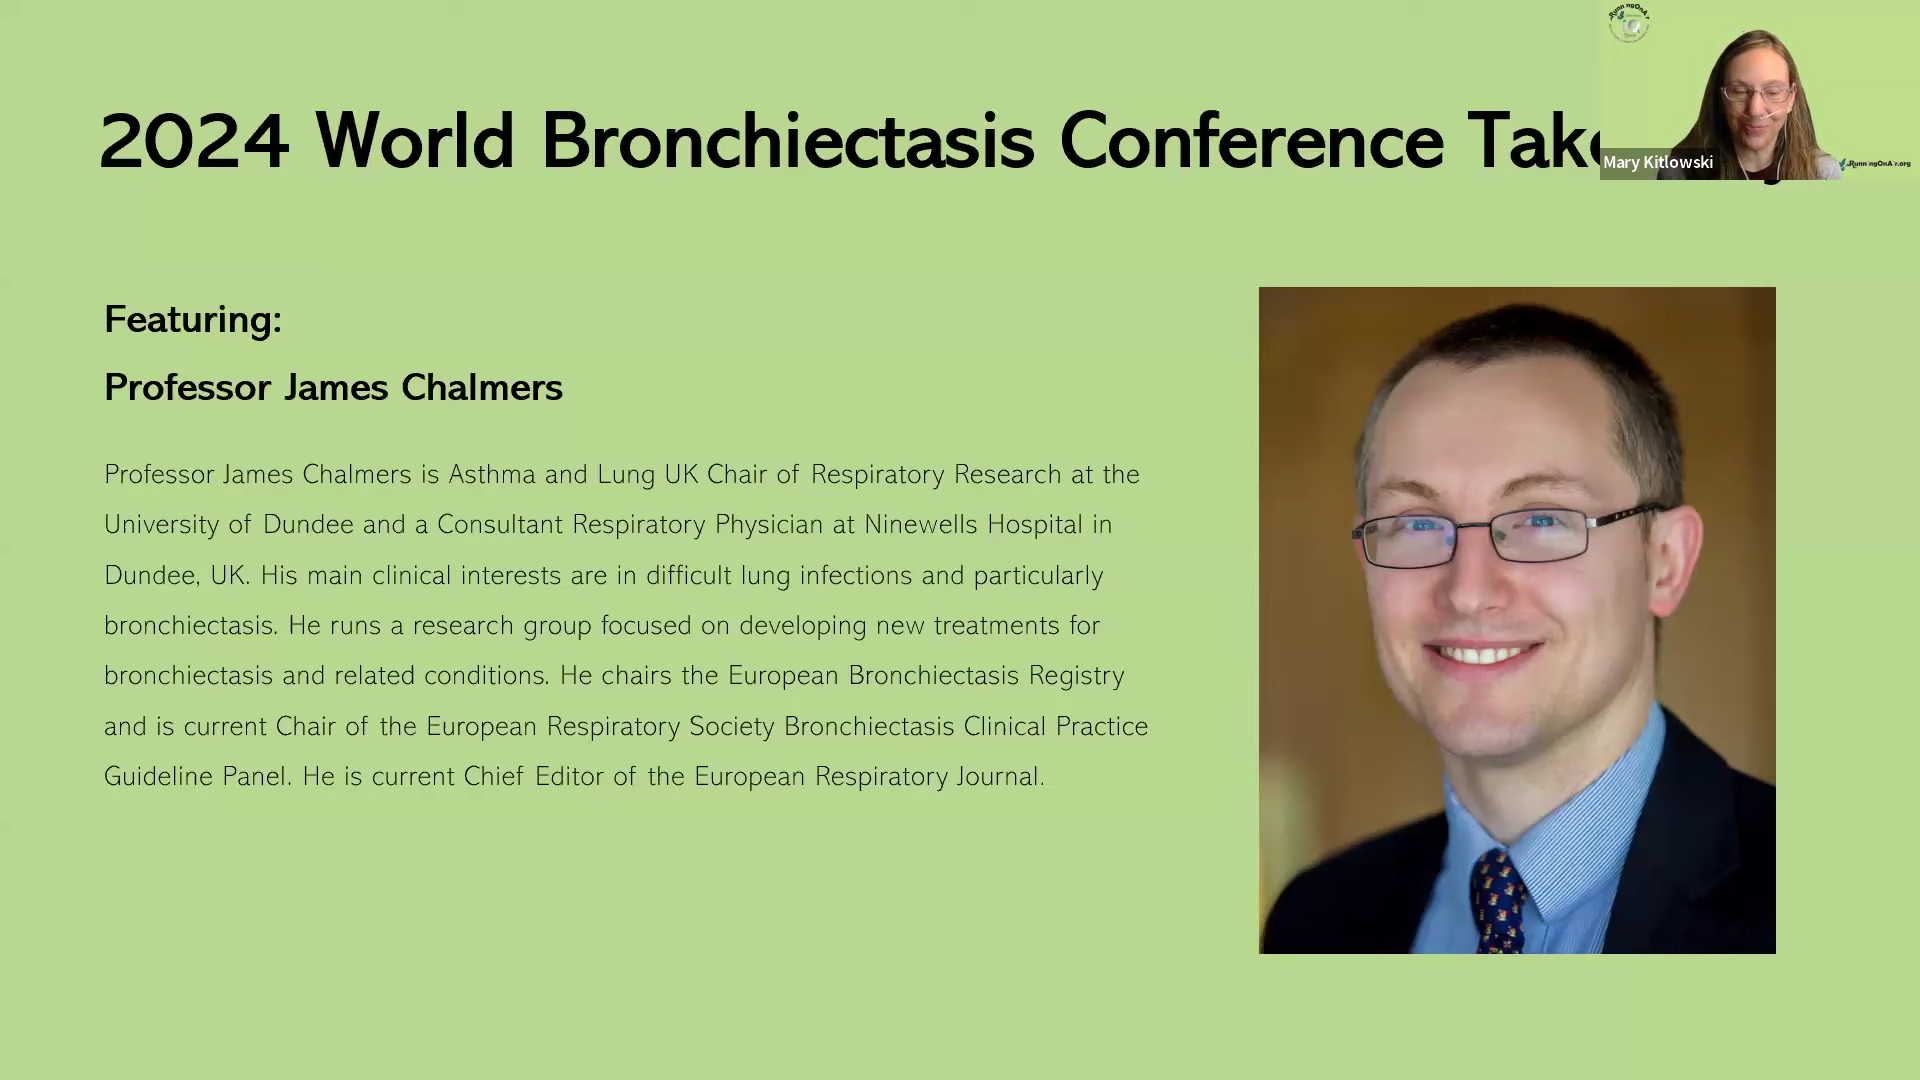 2024 World Bronchiectasis Conference Take
Mary Kitlowski
RunningOnAir.org
Featuring:
Professor James Chalmers
Professor James Chalmers is Asthma and Lung UK Chair of Respiratory Research at the
University of Dundee and a Consultant Respiratory Physician at Ninewells Hospital in
Dundee, UK. His main clinical interests are in difficult lung infections and particularly
bronchiectasis. He runs a research group focused on developing new treatments for
bronchiectasis and related conditions. He chairs the European Bronchiectasis Registry
and is current Chair of the European Respiratory Society Bronchiectasis Clinical Practice
Guideline Panel. He is current Chief Editor of the European Respiratory Journal.